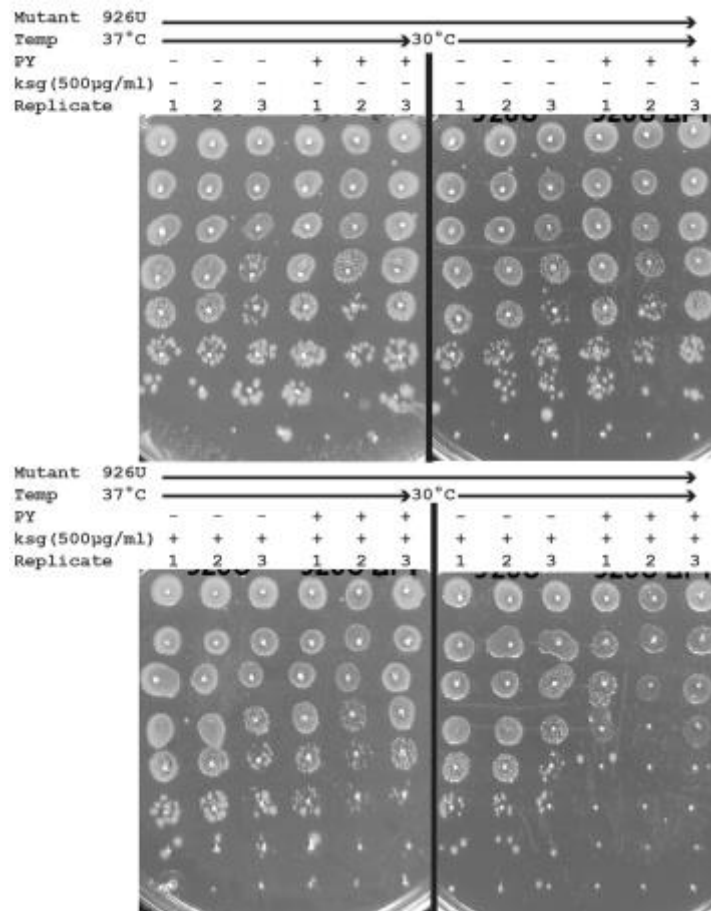 Mutant 926U
Temp 37°C 30°C
PY - - - + + + - - - + + +
ksg(500µg/ml) - - - - - - - - - - - -
Replicate 1 2 3 1 2 3 1 2 3 1 2 3
Mutant 926U
Temp 37°C 30°C
PY - - - + + + - - - + + +
ksg(500µg/ml) + + + + + + + + + + + +
Replicate 1 2 3 1 2 3 1 2 3 1 2 3